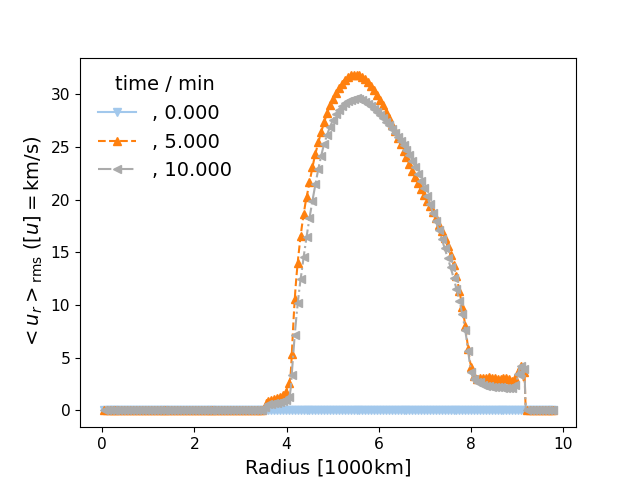 time / min
, 0.000
, 5.000
, 10.000
30
25
20
15
10
5
0
< u_r >_rms ([u] = km/s)
0 2 4 6 8 10
Radius [1000km]